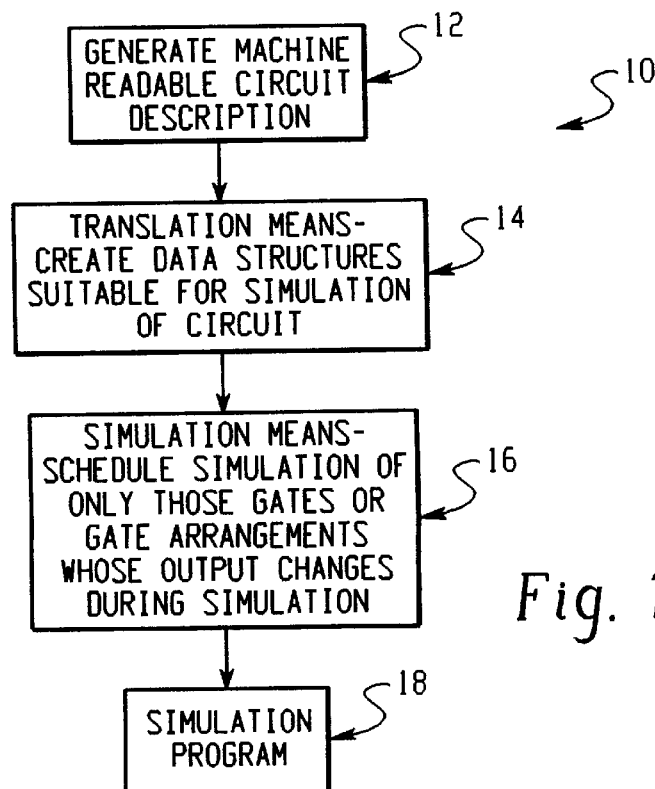 GENERATE MACHINE
READABLE CIRCUIT
DESCRIPTION
12
10
TRANSLATION MEANS-
CREATE DATA STRUCTURES
SUITABLE FOR SIMULATION
OF CIRCUIT
14
SIMULATION MEANS-
SCHEDULE SIMULATION OF
ONLY THOSE GATES OR
GATE ARRANGEMENTS
WHOSE OUTPUT CHANGES
DURING SIMULATION
16
Fig.
SIMULATION
PROGRAM
18